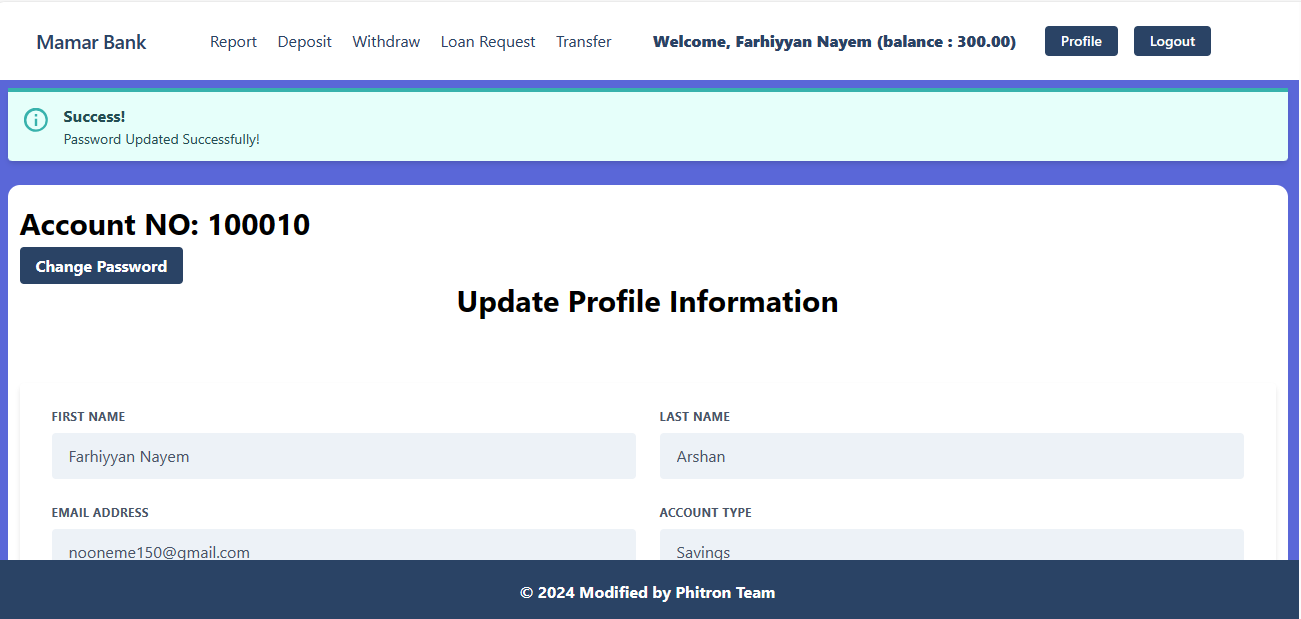 Mamar Bank Report Deposit Withdraw Loan Request Transfer Welcome, Farhiyyan Nayem (balance : 300.00) Profile Logout
Success!
Password Updated Successfully!
Account NO: 100010
Change Password
Update Profile Information
FIRST NAME LAST NAME
Farhiyyan Nayem Arshan
EMAIL ADDRESS ACCOUNT TYPE
nooneme150@gmail.com Savings
© 2024 Modified by Phitron Team